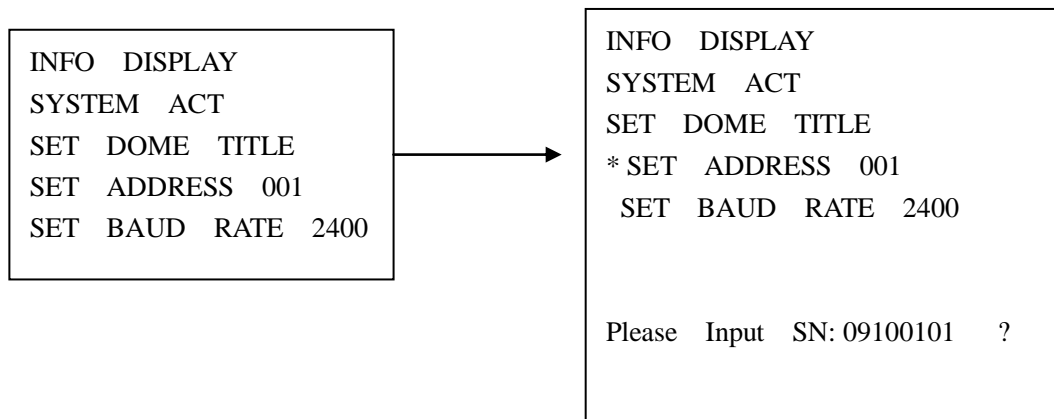 INFO DISPLAY
SYSTEM ACT
SET DOME TITLE
SET ADDRESS 001
SET BAUD RATE 2400
INFO DISPLAY
SYSTEM ACT
SET DOME TITLE
* SET ADDRESS 001
SET BAUD RATE 2400
Please Input SN: 09100101 ?